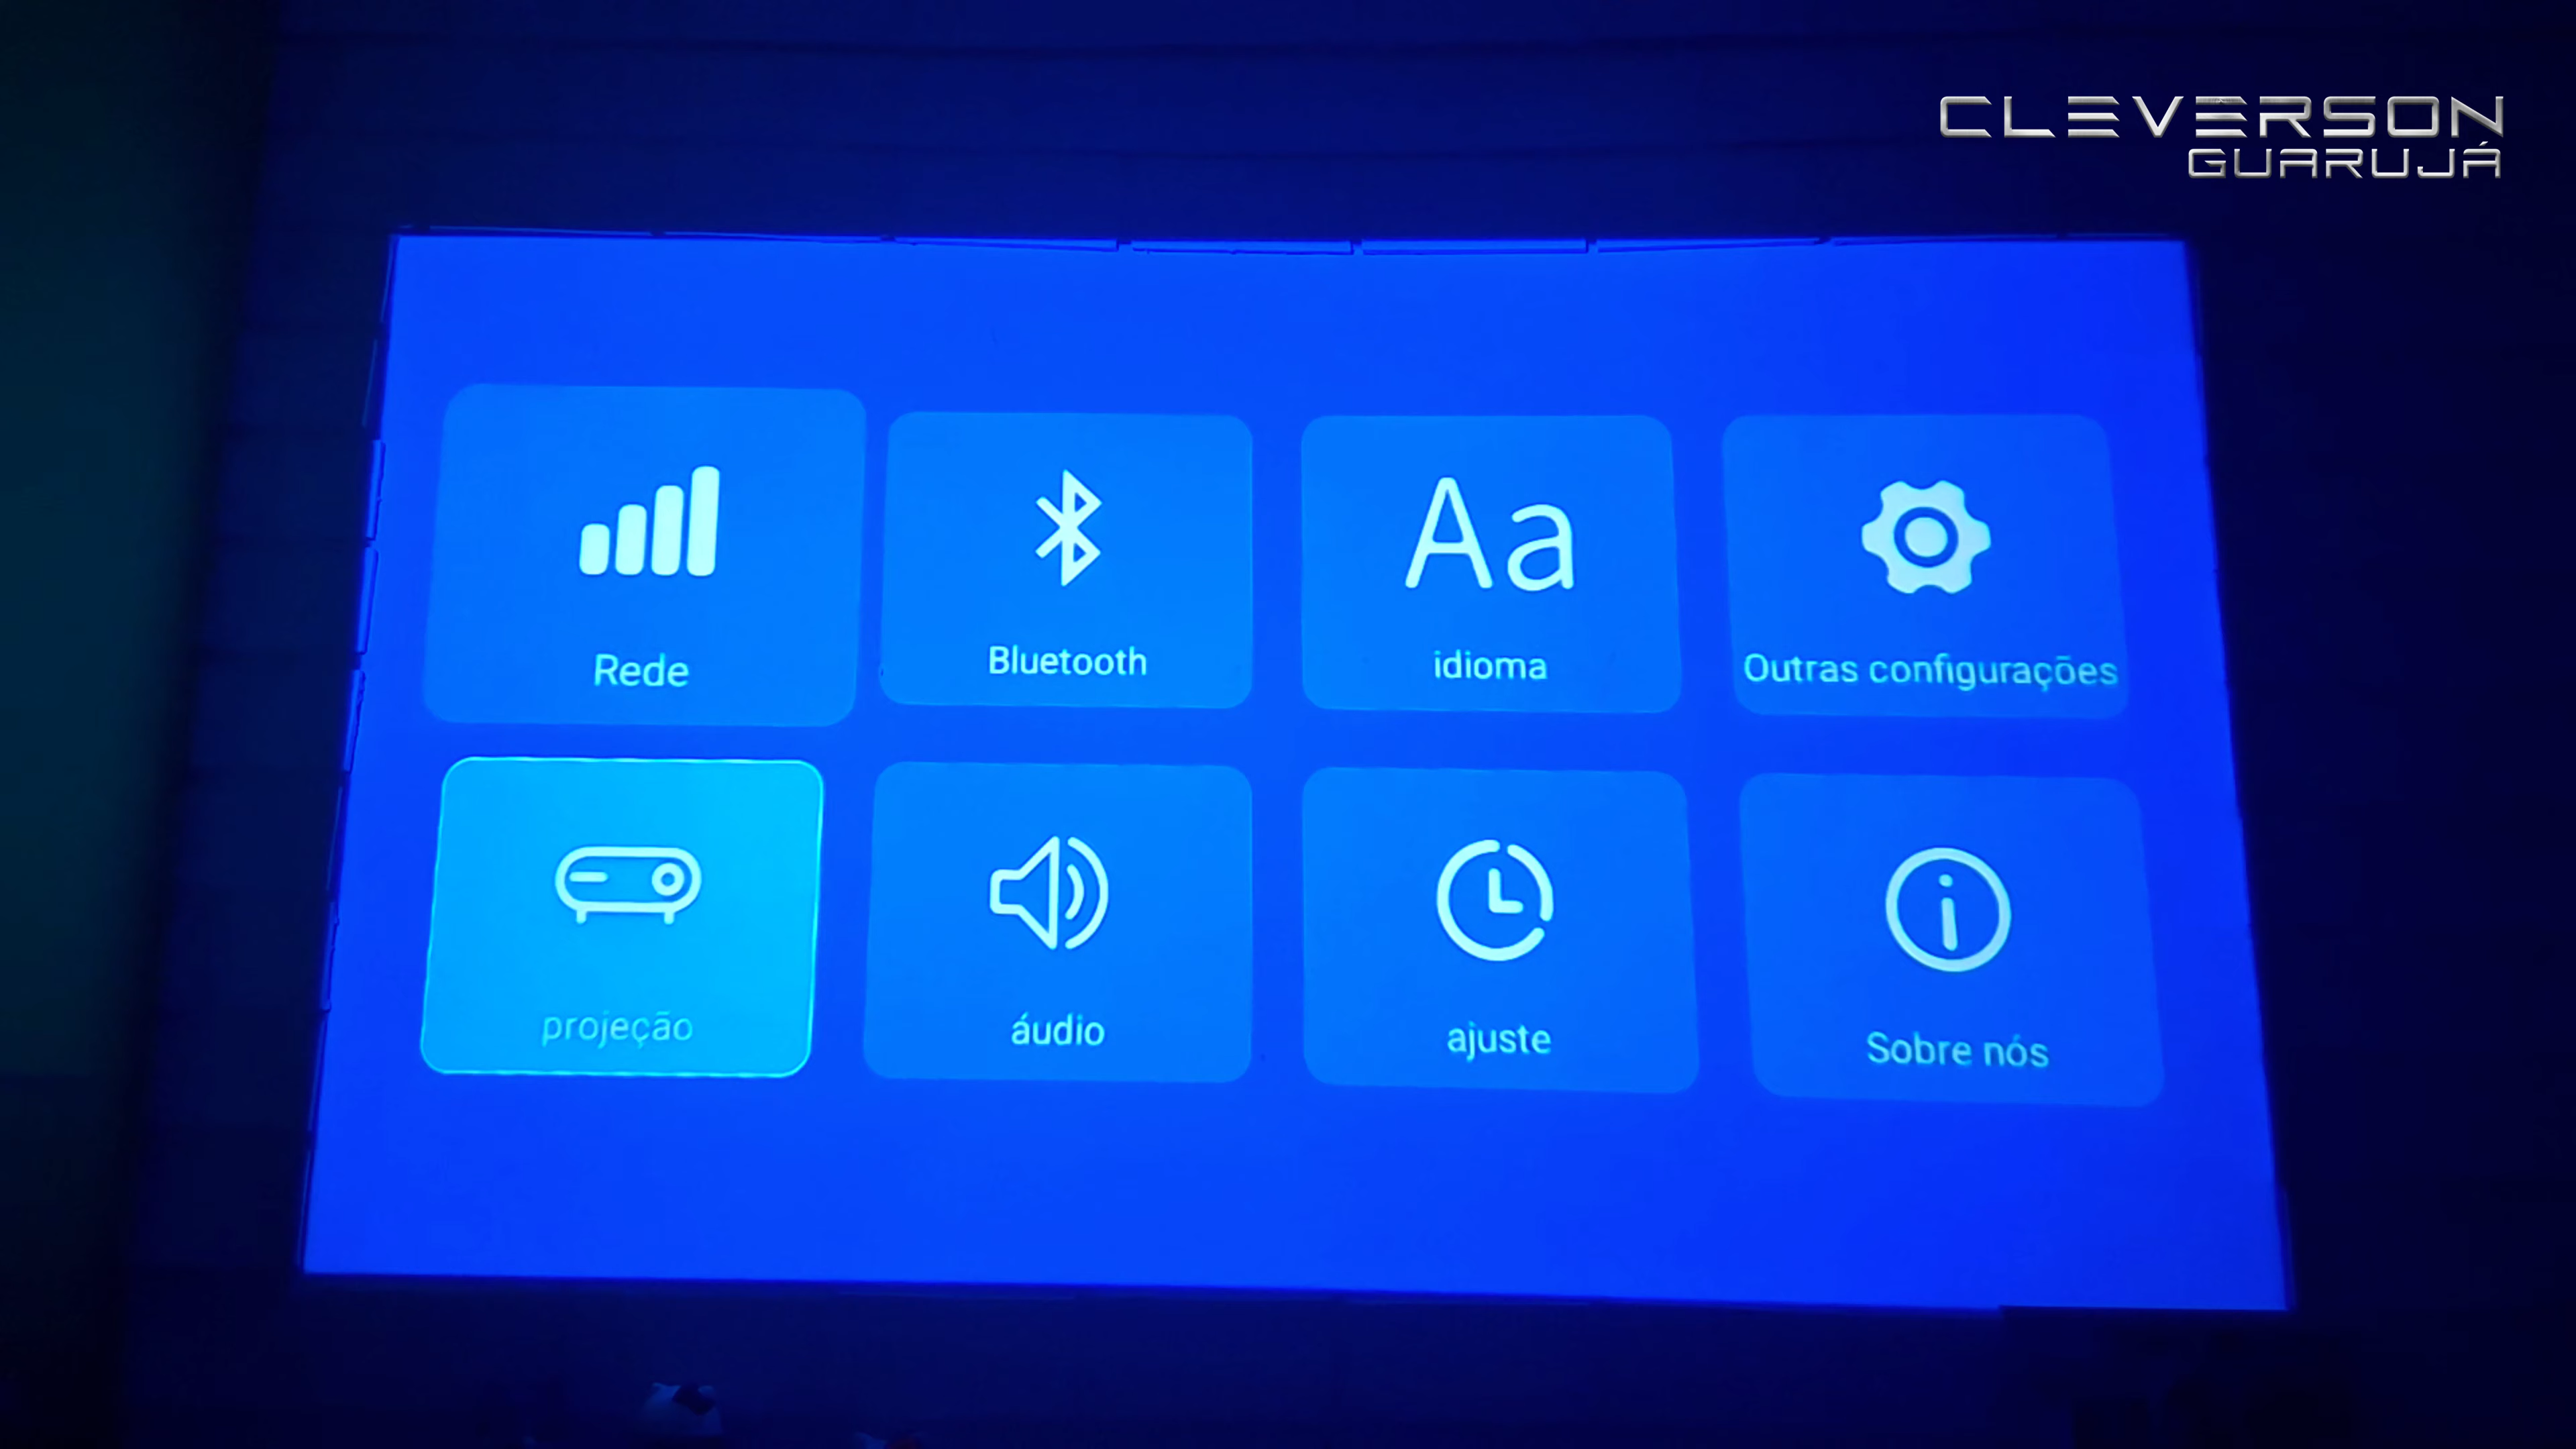 CLEVERSON
GUARUJÁ
Rede
Bluetooth
Aa
idioma
Outras configurações
projeção
áudio
ajuste
Sobre nós